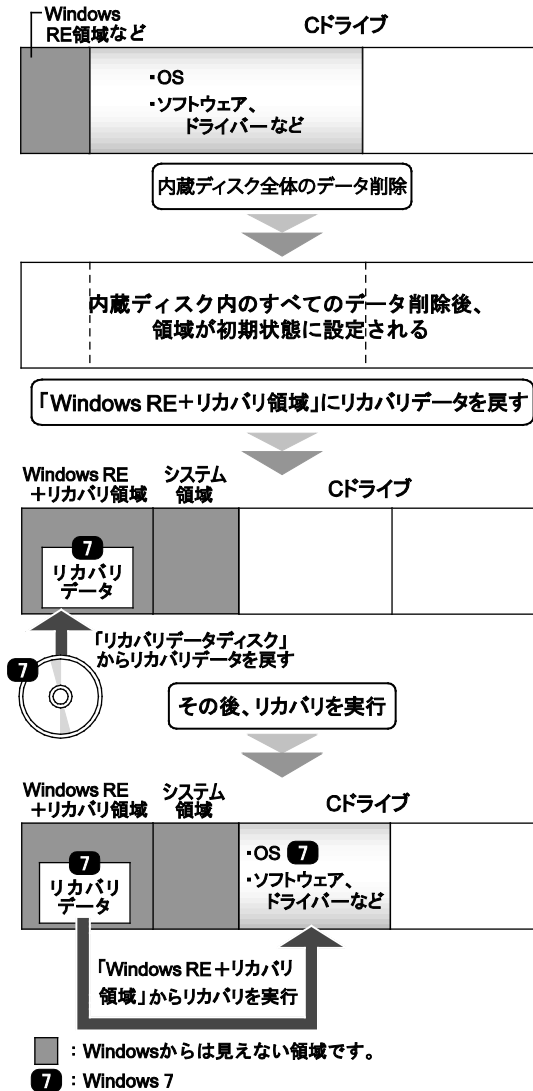 Windows
RE領域など
Cドライブ
・OS
・ソフトウェア、
ドライバーなど
内蔵ディスク全体のデータ削除
内蔵ディスク内のすべてのデータ削除後、
領域が初期状態に設定される
「Windows RE＋リカバリ領域」にリカバリデータを戻す
Windows RE
＋リカバリ領域
システム
領域
Cドライブ
7
リカバリ
データ
「リカバリデータディスク」
からリカバリデータを戻す
7
その後、リカバリを実行
Windows RE
＋リカバリ領域
システム
領域
Cドライブ
7
リカバリ
データ
・OS 7
・ソフトウェア、
ドライバーなど
「Windows RE＋リカバリ
領域」からリカバリを実行
：Windowsからは見えない領域です。
7 ：Windows 7